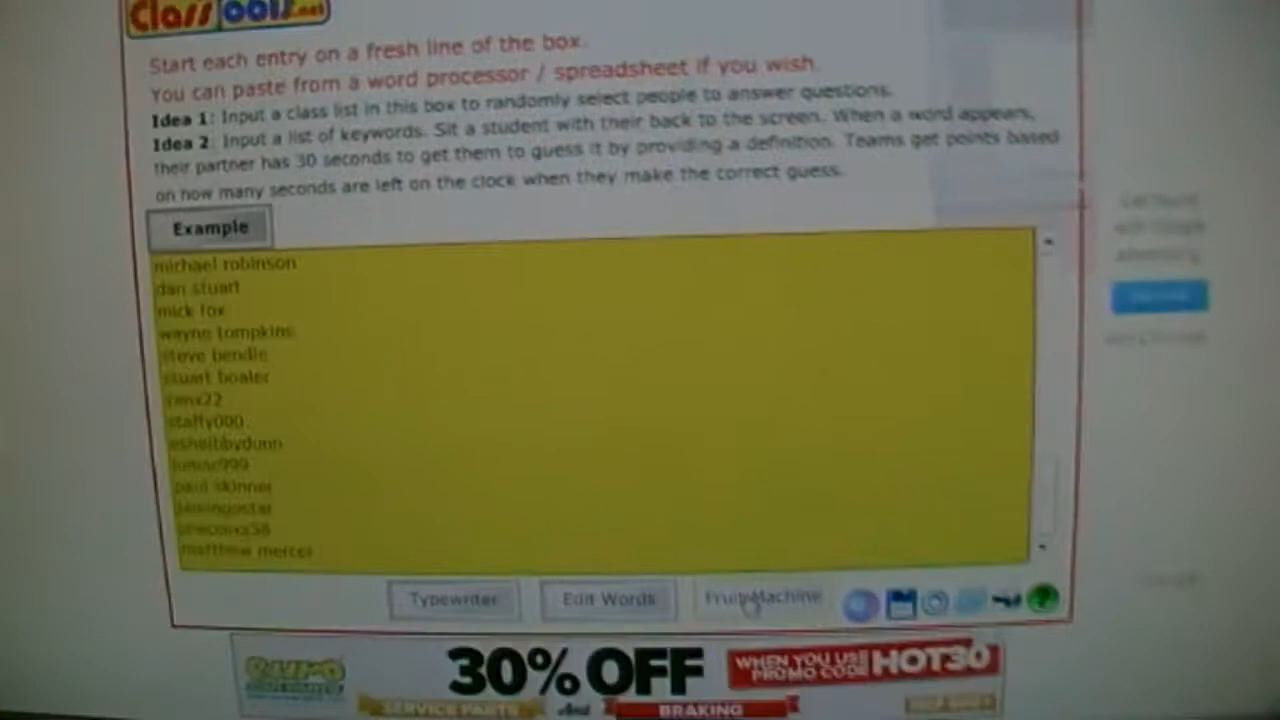 Class Tools.net
Start each entry on a fresh line of the box.
You can paste from a word processor / spreadsheet if you wish.
Idea 1: Input a class list in this box to randomly select people to answer questions.
Idea 2: Input a list of keywords. Sit a student with their back to the screen. When a word appears,
their partner has 30 seconds to get them to guess it by providing a definition. Teams get points based
on how many seconds are left on the clock when they make the correct guess.
Example
michael robinson
dan stuart
mick fox
wayne tompkins
steve bendle
stuart boaler
staffy000
paul skinner
matthew mercer
Typewriter
Edit Words
Fruit Machine
30% OFF
WHEN YOU USE
PROMO CODE
HOT30
SERVICE PARTS
And
BRAKING